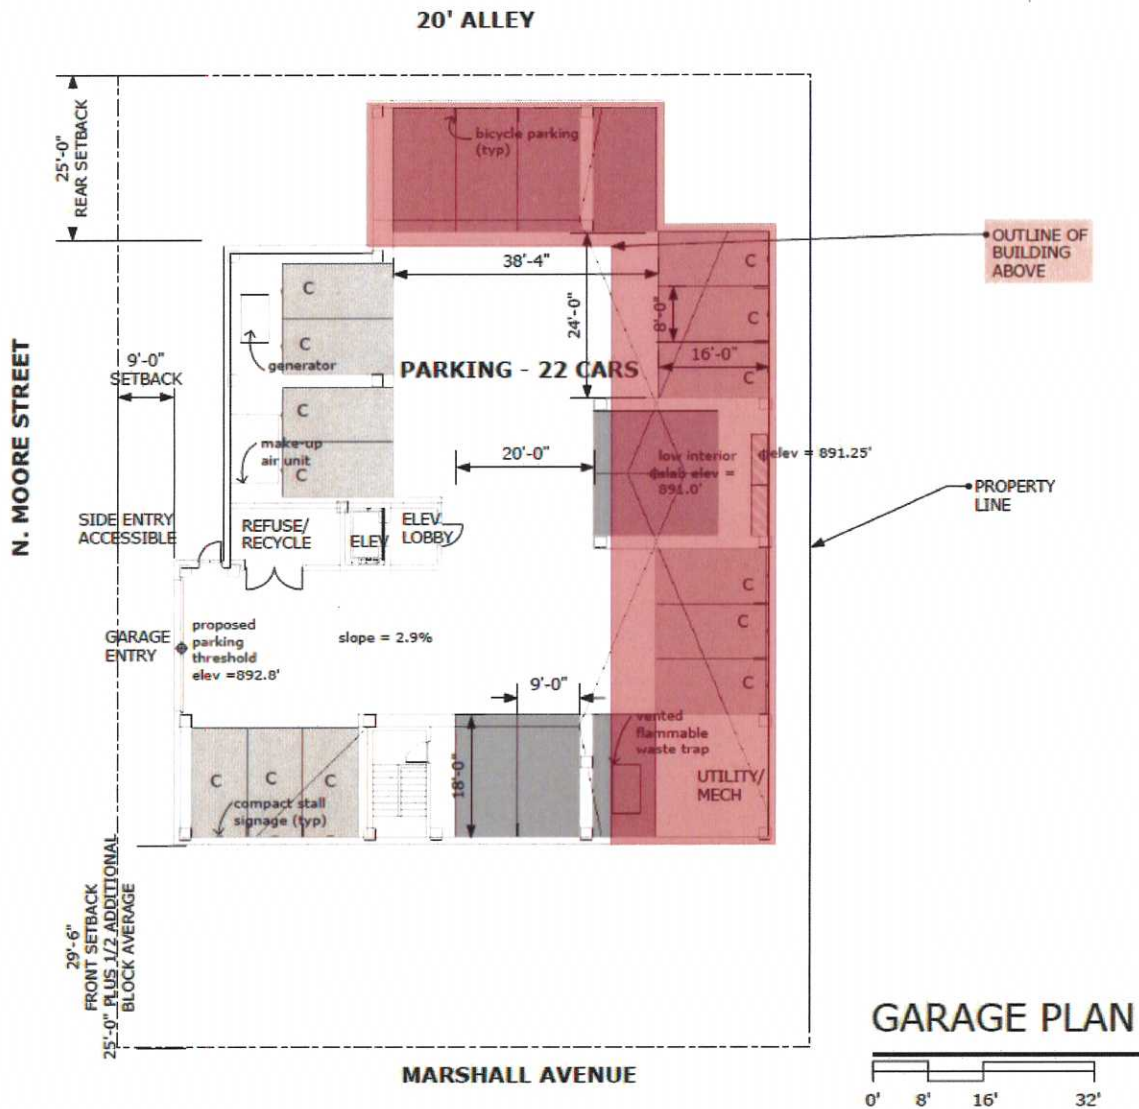 20' ALLEY
25'-0"
REAR SETBACK
bicycle parking
(typ)
OUTLINE OF
BUILDING
ABOVE
38'-4"
24'-0"
8'-0"
16'-0"
C
C
C
C
C
C
C
generator
PARKING - 22 CARS
9'-0"
SETBACK
N. MOORE STREET
make-up
air unit
20'-0"
low interior
slab elev =
891.0'
elev = 891.25'
PROPERTY
LINE
SIDE ENTRY
ACCESSIBLE
REFUSE/
RECYCLE
ELEV
ELEV
LOBBY
C
C
C
GARAGE
ENTRY
proposed
parking
threshold
elev =892.8'
slope = 2.9%
9'-0"
18'-0"
vented
flammable
waste trap
UTILITY/
MECH
C
C
C
compact stall
signage (typ)
29'-6"
FRONT SETBACK
25'-0" PLUS 1/2 ADDITIONAL
BLOCK AVERAGE
MARSHALL AVENUE
GARAGE PLAN
0' 8' 16' 32'